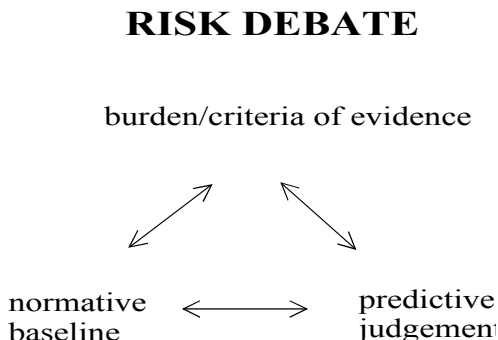 RISK DEBATE
burden/criteria of evidence
normative
baseline
predictive
judgement